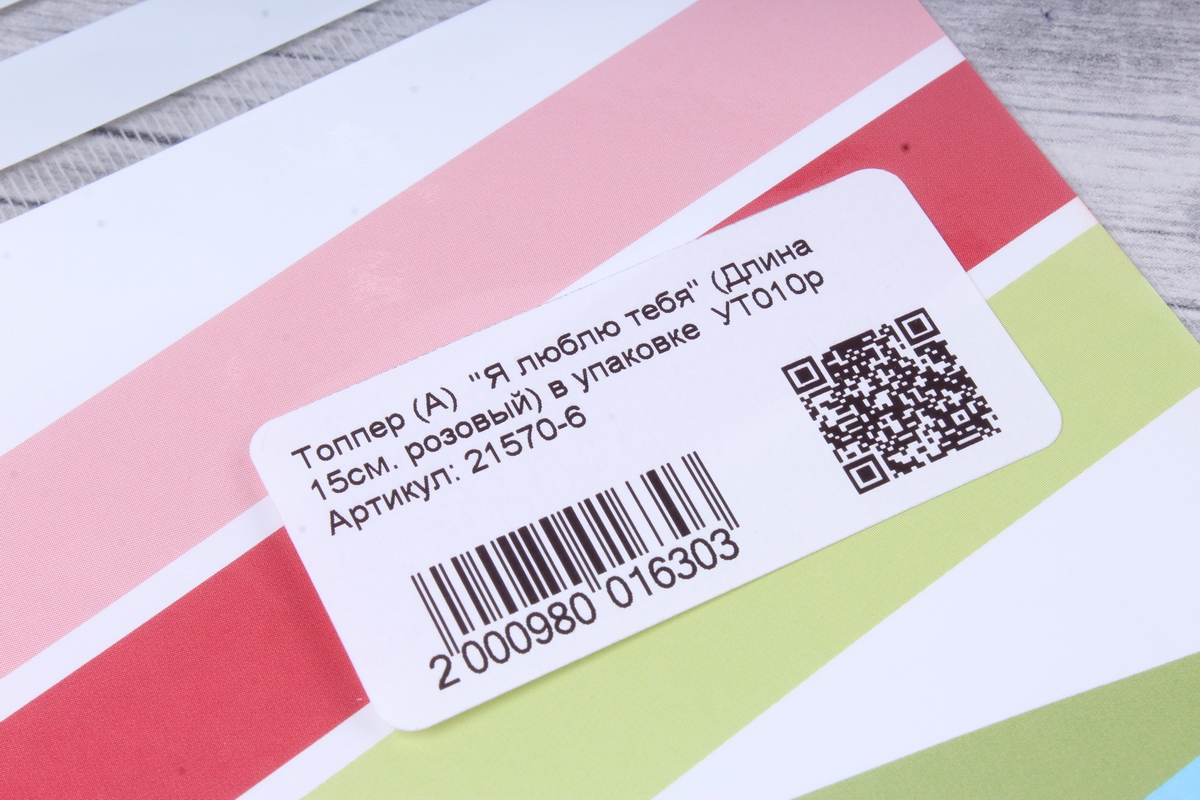 Топпер (А) "Я люблю тебя" (Длина
15см. розовый) в упаковке УТ010р
Артикул: 21570-6
2 000980 016303